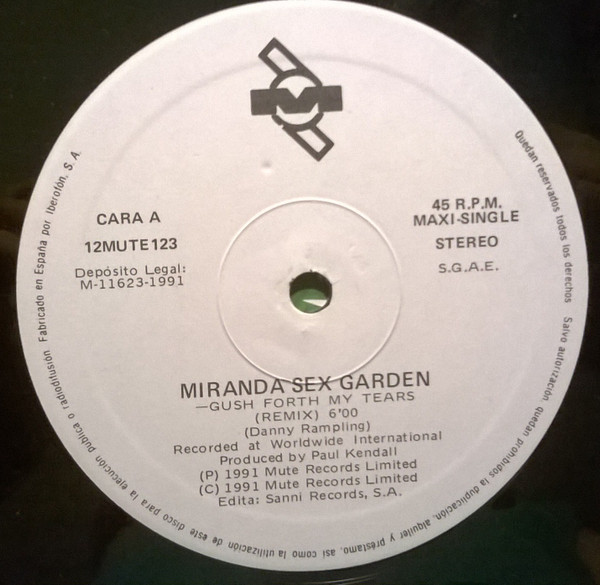 CARA A
12MUTE123
Depósito Legal:
M-11623-1991
45 R.P.M.
MAXI-SINGLE
STEREO
S.G.A.E.
MIRANDA SEX GARDEN
—GUSH FORTH MY TEARS
(REMIX) 6'00
(Danny Rampling)
Recorded at Worldwide International
Produced by Paul Kendall
(P) 1991 Mute Records Limited
(C) 1991 Mute Records Limited
Edita: Sanni Records, S.A.
Quedan reservados todos los derechos Salvo autorización, quedan prohibidos la duplicación, alquiler y préstamo, así como la utilización de este disco para la ejecución pública o radiodifusión Fabricado en España por Iberofón, S. A.